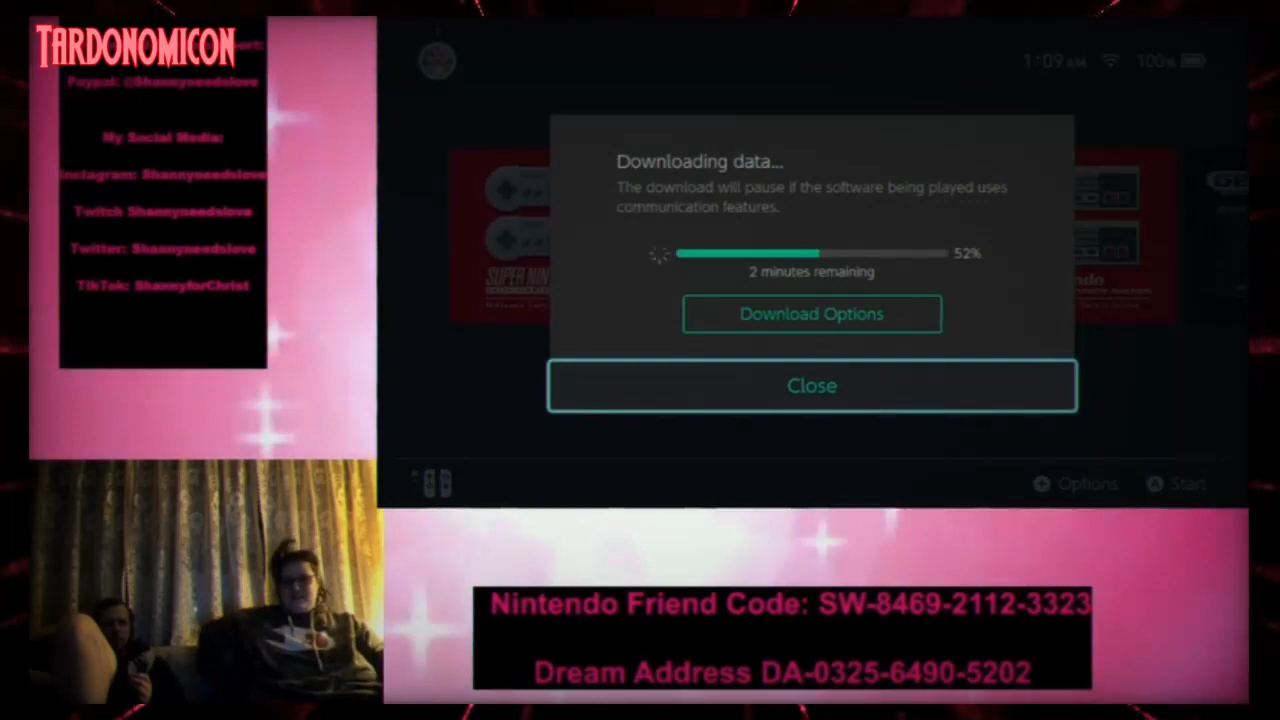 TARDONOMICON
Paypal: @Shannyneedslove
My Social Media:
Instagram: Shannyneedslove
Twitch Shannyneedslove
Twitter: Shannyneedslove
TikTok: ShannyforChrist
1:09 AM 100%
Downloading data...
The download will pause if the software being played uses
communication features.
52%
2 minutes remaining
Download Options
Close
SUPER NIN
Options Start
Nintendo Friend Code: SW-8469-2112-3323
Dream Address DA-0325-6490-5202